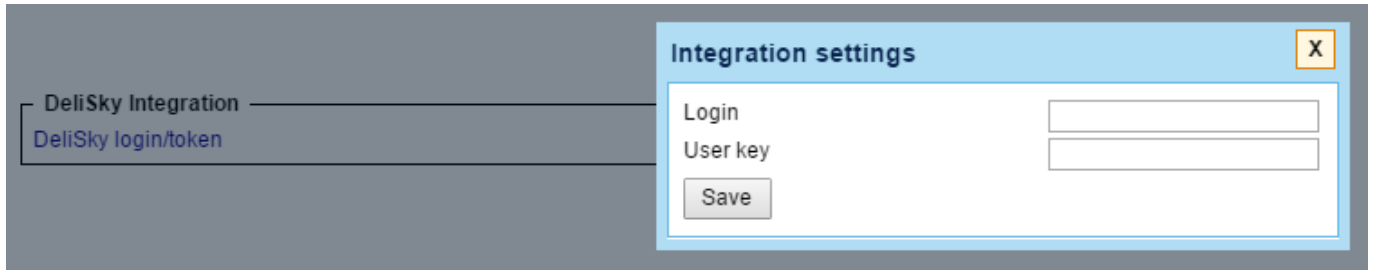 Integration settings
X
DeliSky Integration
DeliSky login/token
Login
User key
Save